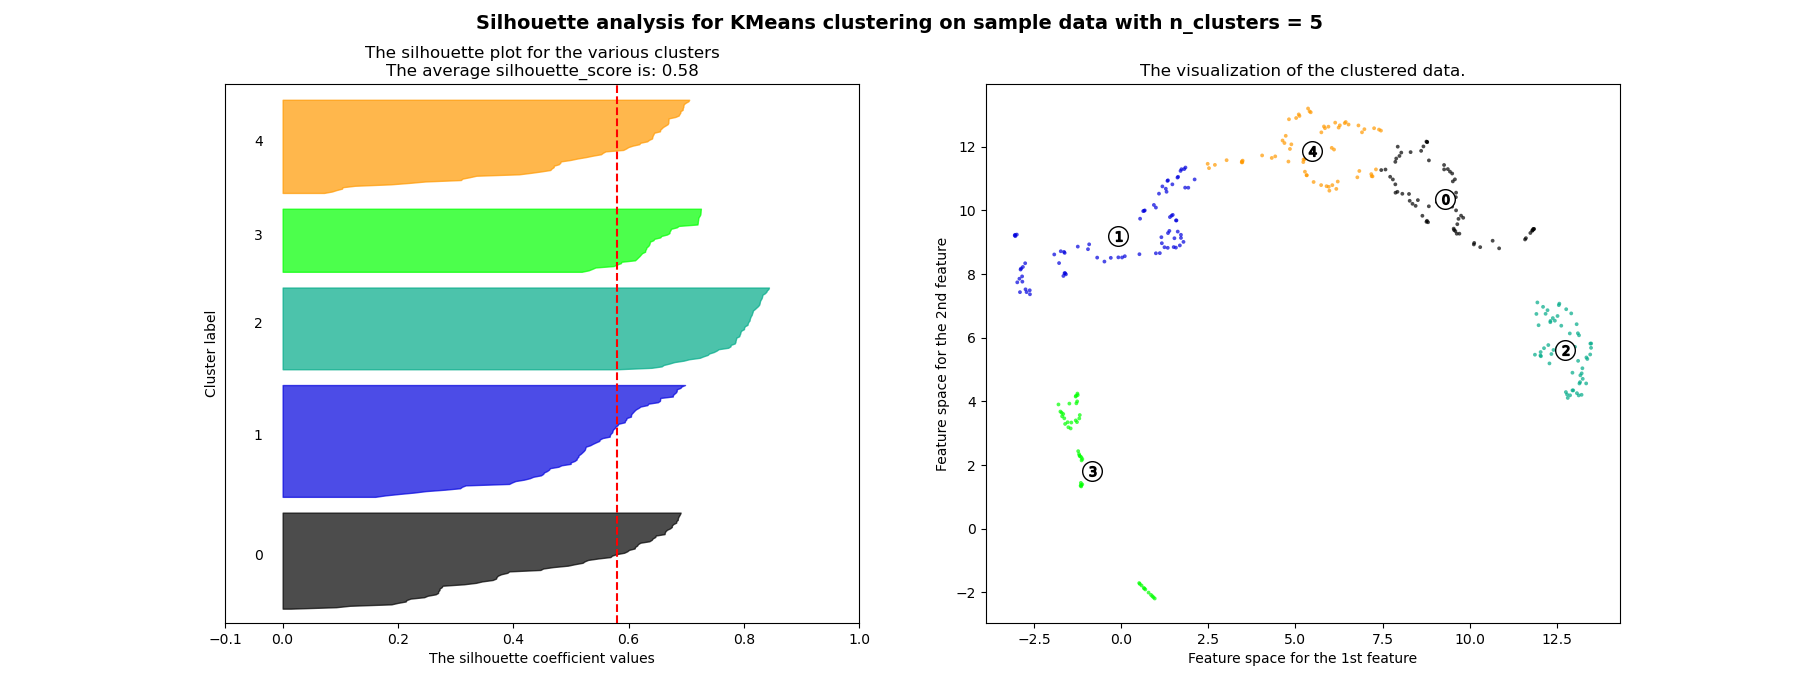 Silhouette analysis for KMeans clustering on sample data with n_clusters = 5
The silhouette plot for the various clusters
The average silhouette_score is: 0.58
4
3
2
1
0
Cluster label
−0.1 0.0 0.2 0.4 0.6 0.8 1.0
The silhouette coefficient values
The visualization of the clustered data.
12
10
8
6
4
2
0
−2
Feature space for the 2nd feature
4
0
1
2
3
−2.5 0.0 2.5 5.0 7.5 10.0 12.5
Feature space for the 1st feature